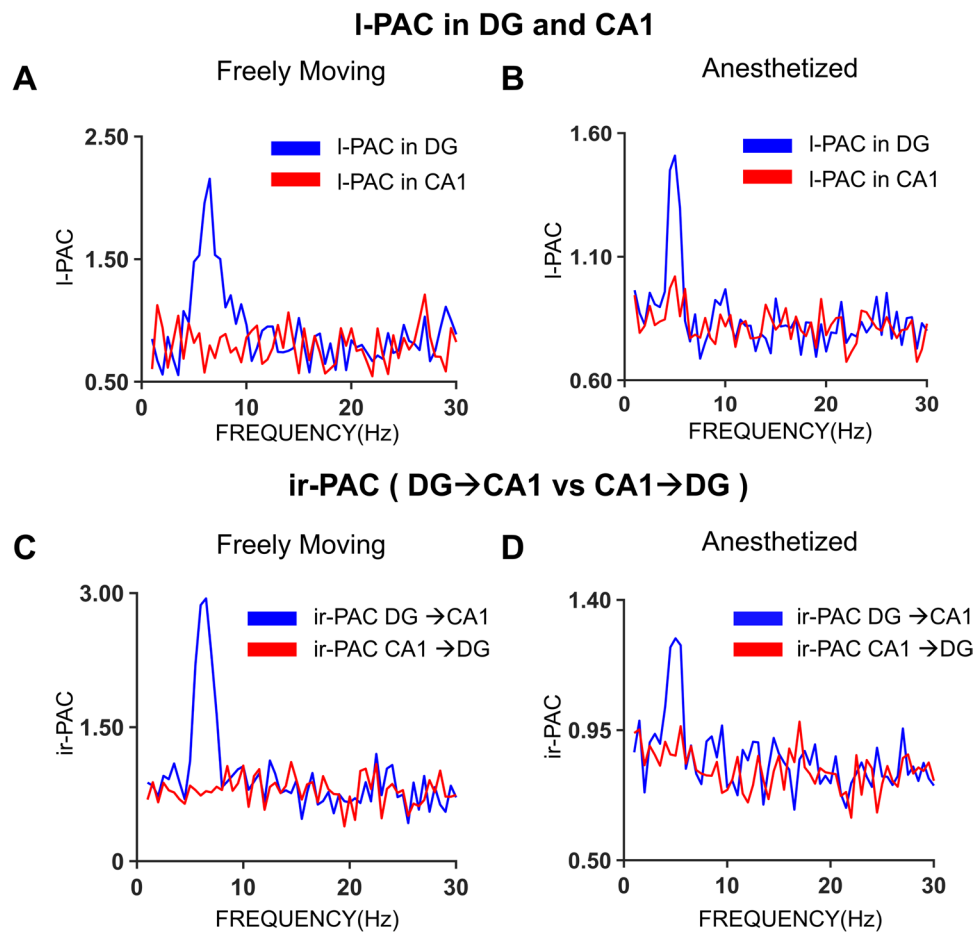 l-PAC in DG and CA1
A
Freely Moving
2.50
1.50
0.50
l-PAC
l-PAC in DG
l-PAC in CA1
0
10
20
30
FREQUENCY(Hz)
B
Anesthetized
1.60
1.10
0.60
l-PAC
l-PAC in DG
l-PAC in CA1
0
10
20
30
FREQUENCY(Hz)
ir-PAC ( DG→CA1 vs CA1→DG )
C
Freely Moving
3.00
1.50
0
ir-PAC
ir-PAC DG →CA1
ir-PAC CA1 →DG
0
10
20
30
FREQUENCY(Hz)
D
Anesthetized
1.40
0.95
0.50
ir-PAC
ir-PAC DG →CA1
ir-PAC CA1 →DG
0
10
20
30
FREQUENCY(Hz)